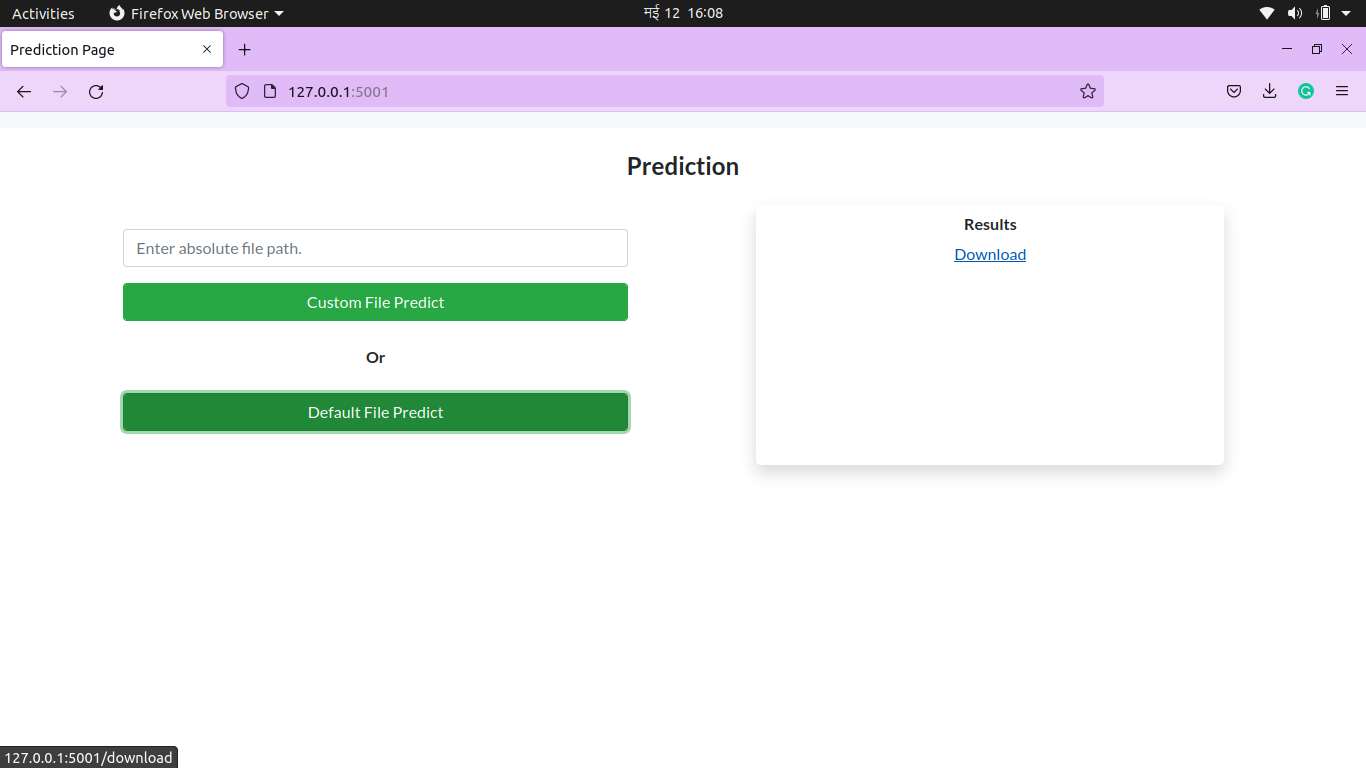 Activities
Firefox Web Browser
मई 12 16:08
Prediction Page
127.0.0.1:5001
Prediction
Enter absolute file path.
Custom File Predict
Or
Default File Predict
Results
Download
127.0.0.1:5001/download